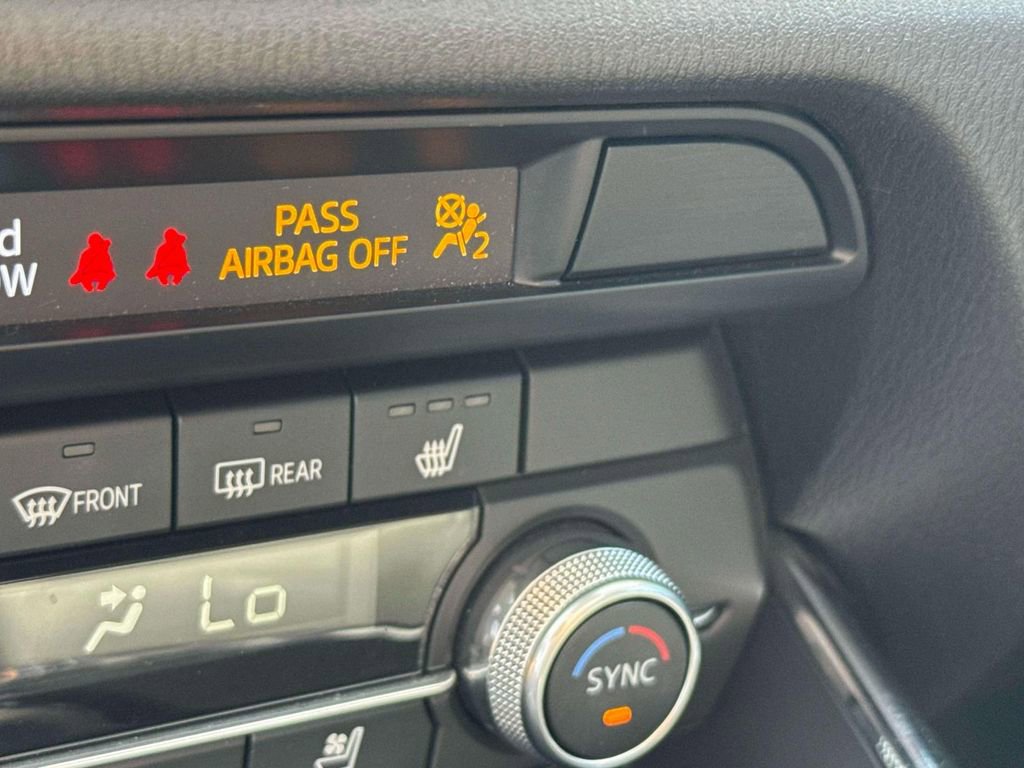 PASS
AIRBAG OFF
2
FRONT
REAR
Lo
SYNC